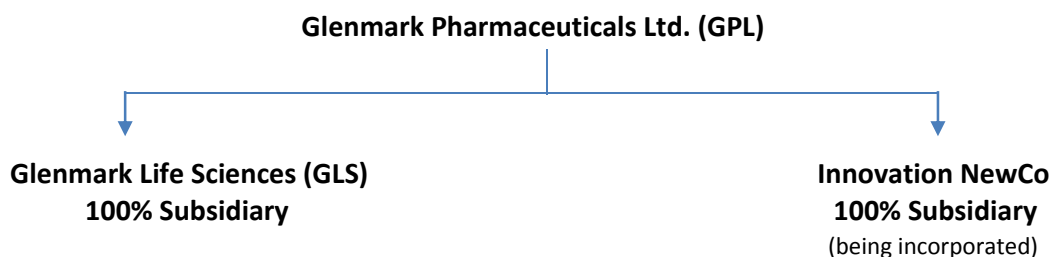 Glenmark Pharmaceuticals Ltd. (GPL)
Glenmark Life Sciences (GLS)
100% Subsidiary
Innovation NewCo
100% Subsidiary
(being incorporated)